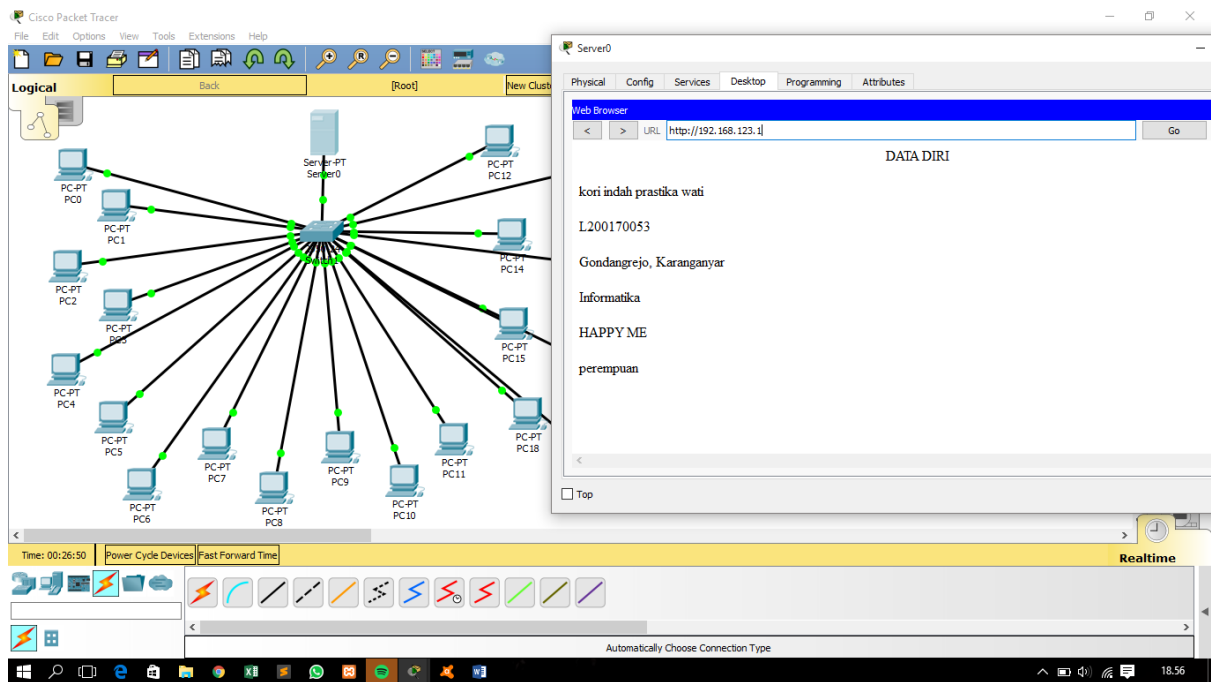 Cisco Packet Tracer
File Edit Options View Tools Extensions Help
Logical
Back
[Root]
New Clust
Server-PT
Server0
PC-PT
PC0
PC-PT
PC1
PC-PT
PC2
PC-PT
PC3
PC-PT
PC4
PC-PT
PC5
PC-PT
PC6
PC-PT
PC7
PC-PT
PC8
PC-PT
PC9
PC-PT
PC10
PC-PT
PC11
PC-PT
PC12
PC-PT
PC14
PC-PT
PC15
PC-PT
PC18
Server0
Physical Config Services Desktop Programming Attributes
Web Browser
< > URL http://192.168.123.1 Go
DATA DIRI
kori indah prastika wati
L200170053
Gondangrejo, Karanganyar
Informatika
HAPPY ME
perempuan
Top
Time: 00:26:50 Power Cycle Devices Fast Forward Time
Realtime
Automatically Choose Connection Type
18.56